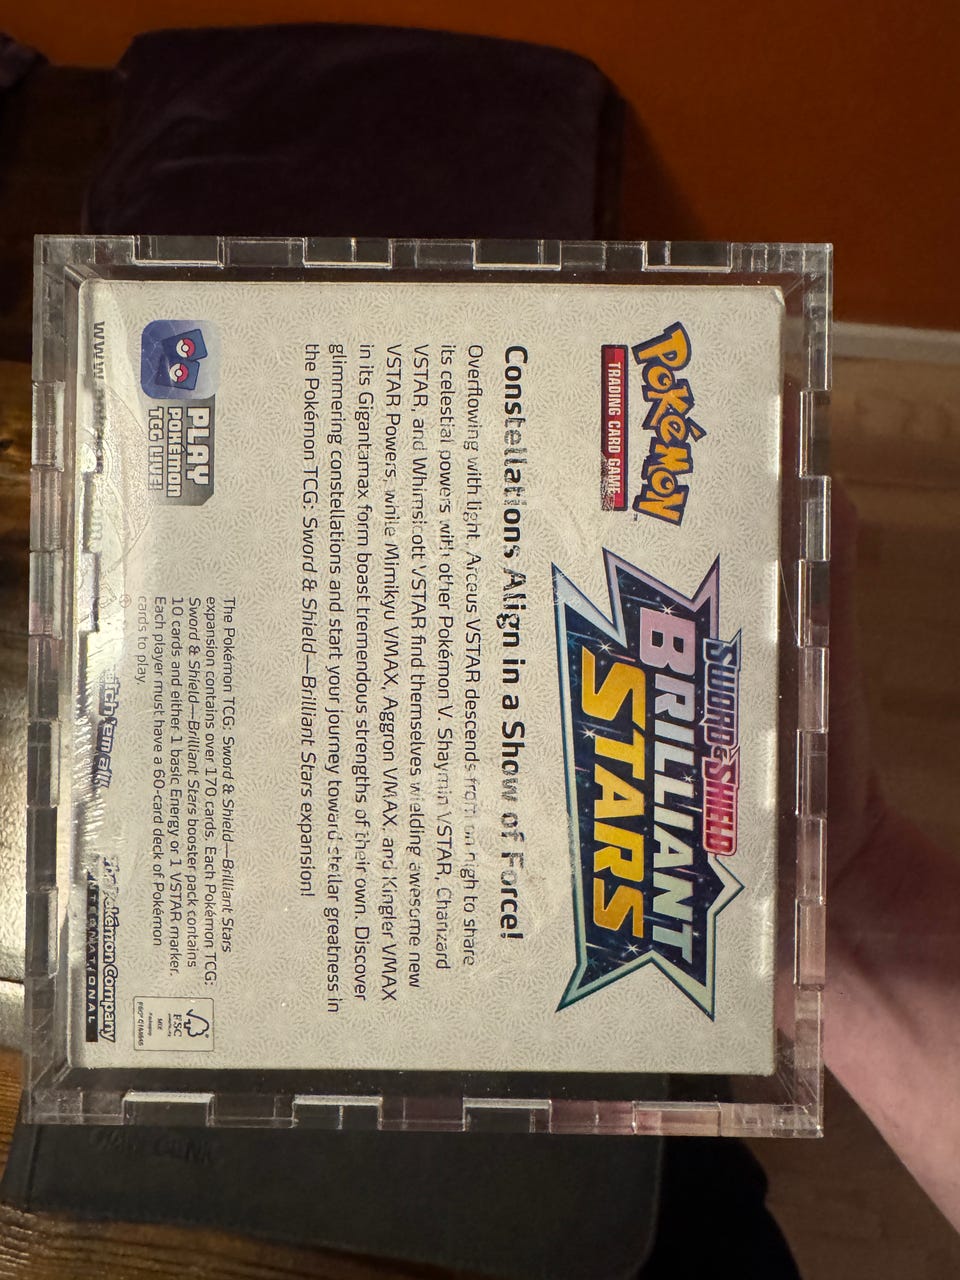 Pokémon
TRADING CARD GAME
SWORD & SHIELD
BRILLIANT
STARS
Constellations Align in a Show of Force!
Overflowing with light, Arceus VSTAR descends from on high to share
its celestial powers with other Pokémon V. Shaymin VSTAR, Charizard
VSTAR, and Whimsicott VSTAR find themselves wielding awesome new
VSTAR Powers, while Mimikyu VMAX, Aggron VMAX, and Kingler VMAX
in its Gigantamax form boast tremendous strengths of their own. Discover
glimmering constellations and start your journey toward stellar greatness in
the Pokémon TCG: Sword & Shield—Brilliant Stars expansion!
PLAY
POKÉMON
TCG LIVE!
The Pokémon TCG: Sword & Shield—Brilliant Stars
expansion contains over 170 cards. Each Pokémon TCG:
Sword & Shield—Brilliant Stars booster pack contains
10 cards and either 1 basic Energy or 1 VSTAR marker.
Each player must have a 60-card deck of Pokémon
cards to play.
FSC
MIX
Packaging
'em all!
The Pokémon Company
INTERNATIONAL